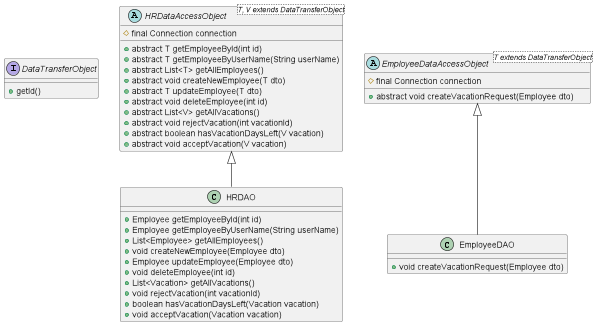 I DataTransferObject
getId()
A HRDataAccessObject
T, V extends DataTransferObject
final Connection connection
abstract T getEmployeeById(int id)
abstract T getEmployeeByUserName(String userName)
abstract List<T> getAllEmployees()
abstract void createNewEmployee(T dto)
abstract T updateEmployee(T dto)
abstract void deleteEmployee(int id)
abstract List<V> getAllVacations()
abstract void rejectVacation(int vacationId)
abstract boolean hasVacationDaysLeft(V vacation)
abstract void acceptVacation(V vacation)
A EmployeeDataAccessObject
T extends DataTransferObject
final Connection connection
abstract void createVacationRequest(Employee dto)
C HRDAO
Employee getEmployeeById(int id)
Employee getEmployeeByUserName(String userName)
List<Employee> getAllEmployees()
void createNewEmployee(Employee dto)
Employee updateEmployee(Employee dto)
void deleteEmployee(int id)
List<Vacation> getAllVacations()
void rejectVacation(int vacationId)
boolean hasVacationDaysLeft(Vacation vacation)
void acceptVacation(Vacation vacation)
C EmployeeDAO
void createVacationRequest(Employee dto)